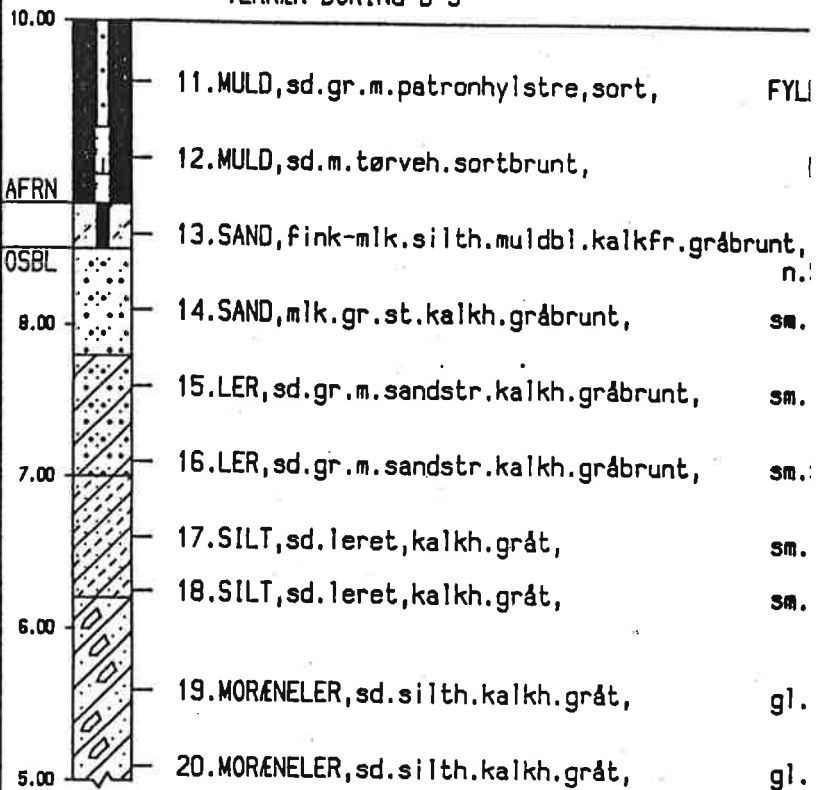 10.00
11.MULD,sd.gr.m.patronhylstre,sort,
12.MULD,sd.m.tørveh.sortbrunt,
AFRN
13.SAND,fink-mlk.silth.muldbl.kalkfr.gråbrunt,
OSBL
8.00
14.SAND,mlk.gr.st.kalkh.gråbrunt, sm.
15.LER,sd.gr.m.sandstr.kalkh.gråbrunt, sm.
7.00
16.LER,sd.gr.m.sandstr.kalkh.gråbrunt, sm.
17.SILT,sd.leret,kalkh.gråt, sm.
18.SILT,sd.leret,kalkh.gråt, sm.
6.00
19.MORÆNELER,sd.silth.kalkh.gråt, gl.
20.MORÆNELER,sd.silth.kalkh.gråt, gl.
5.00